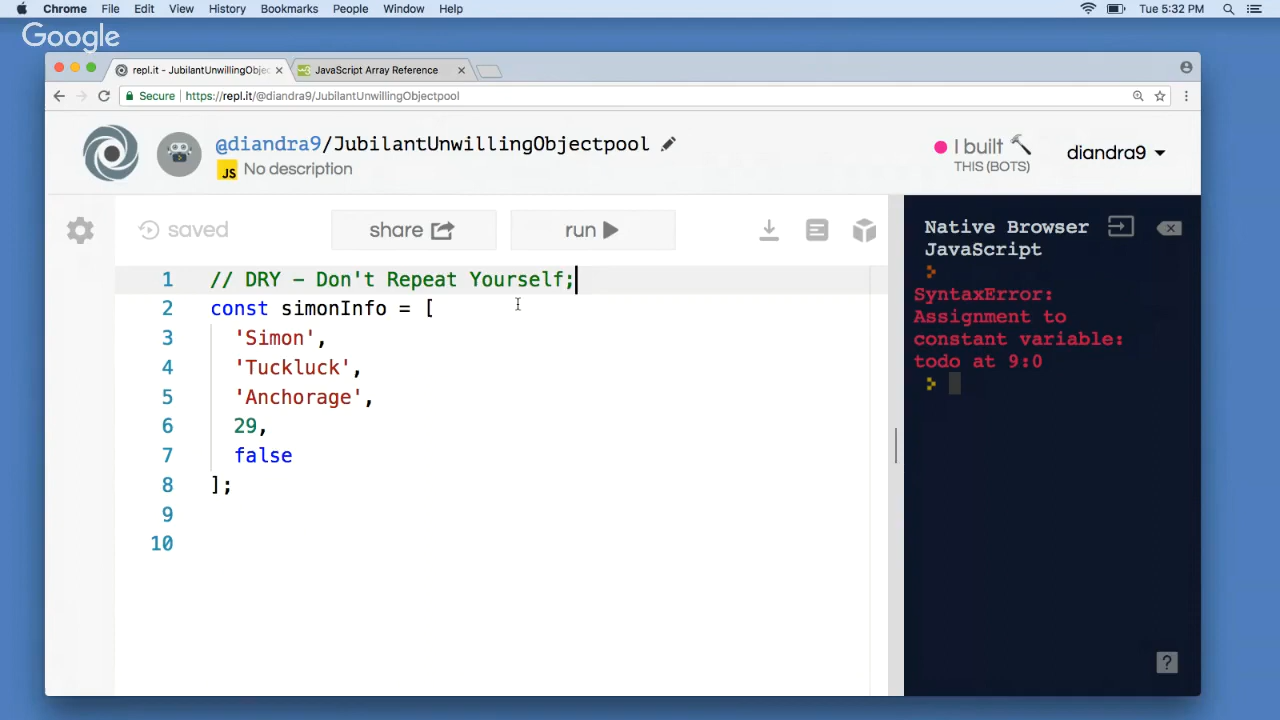 Chrome File Edit View History Bookmarks People Window Help Tue 5:32 PM
Google
repl.it - JubilantUnwillingObjec × JavaScript Array Reference ×
Secure https://repl.it/@diandra9/JubilantUnwillingObjectpool
@diandra9/JubilantUnwillingObjectpool
JS No description
I built
THIS (BOTS)
diandra9
saved share run
1 // DRY – Don't Repeat Yourself;
2 const simonInfo = [
3 'Simon',
4 'Tuckluck',
5 'Anchorage',
6 29,
7 false
8 ];
9
10
Native Browser
JavaScript
SyntaxError:
Assignment to
constant variable:
todo at 9:0
?